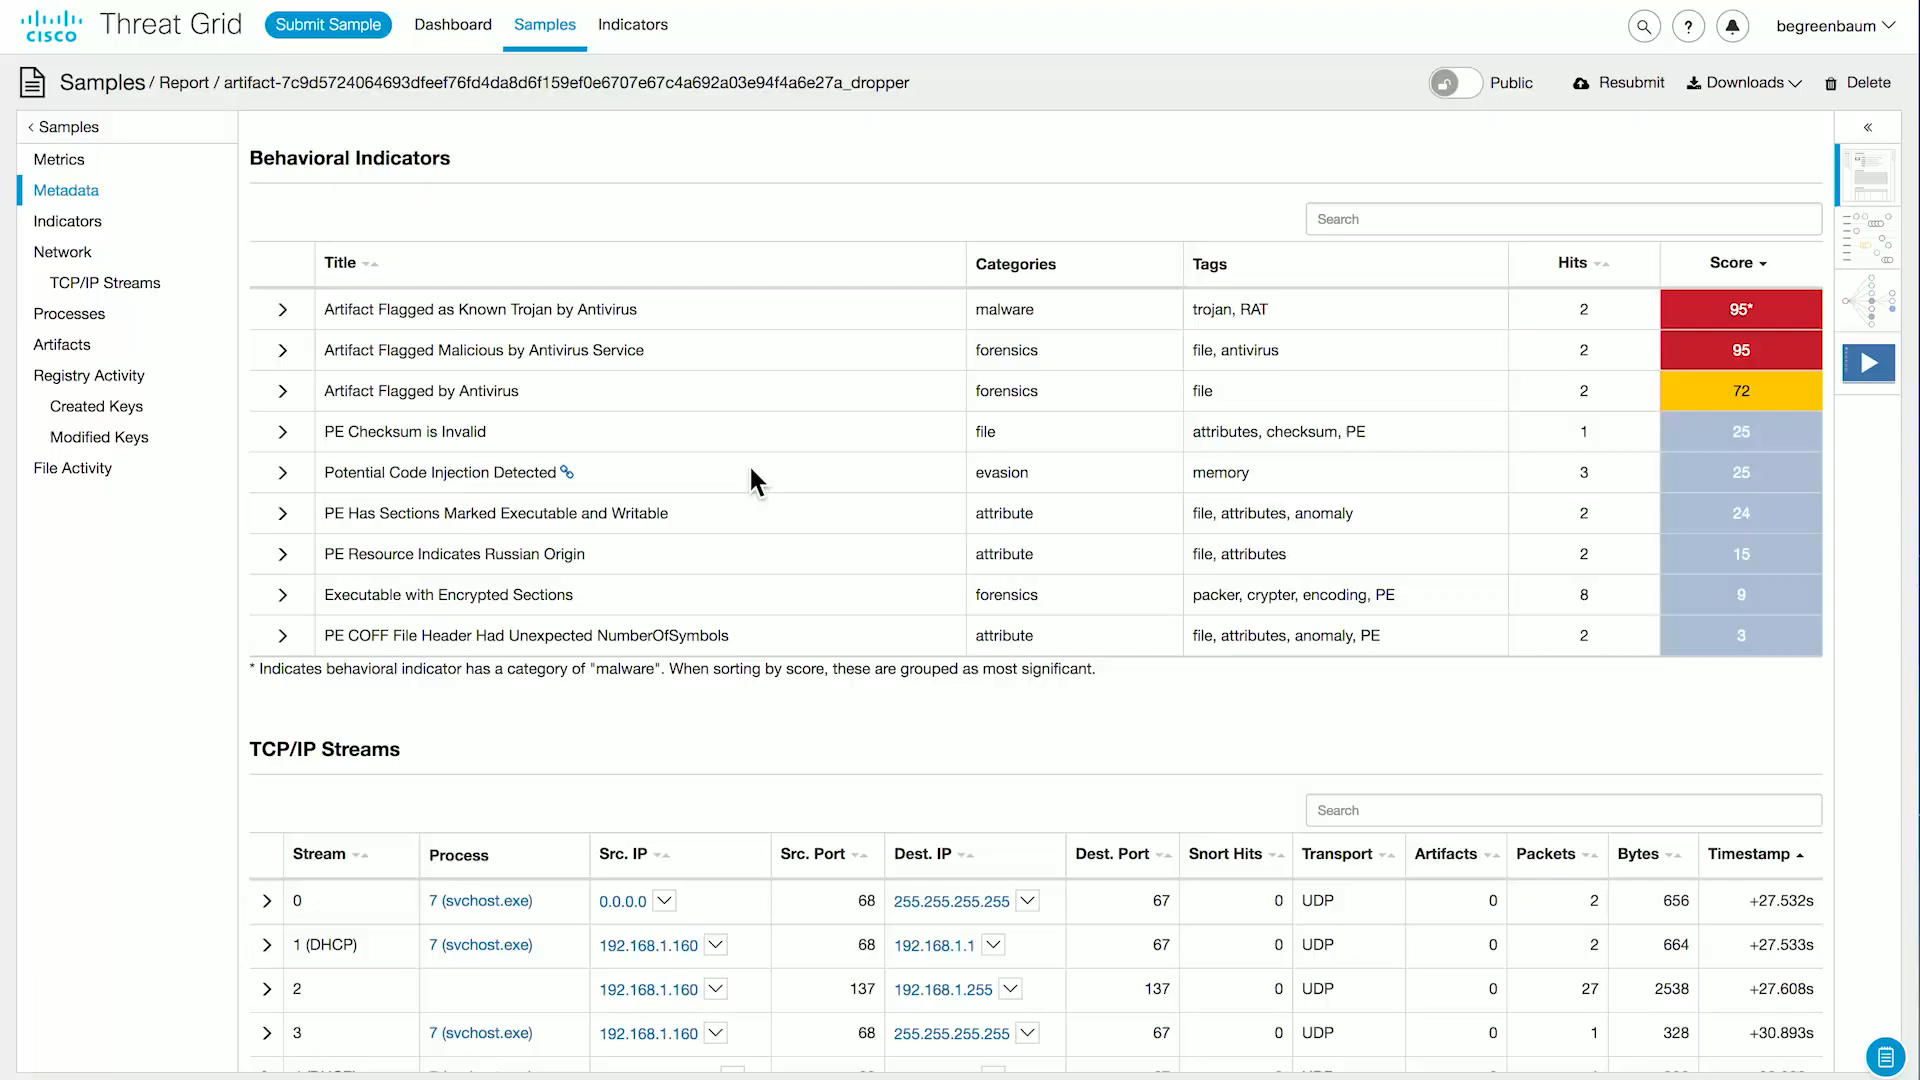 cisco Threat Grid Submit Sample Dashboard Samples Indicators ? begreenbaum
Samples / Report / artifact-7c9d5724064693dfeef76fd4da8d6f159ef0e6707e67c4a692a03e94f4a6e27a_dropper Public Resubmit Downloads Delete
Samples
Metrics
Metadata
Indicators
Network
TCP/IP Streams
Processes
Artifacts
Registry Activity
Created Keys
Modified Keys
File Activity
Behavioral Indicators
Search
Title Categories Tags Hits Score
Artifact Flagged as Known Trojan by Antivirus malware trojan, RAT 2 95*
Artifact Flagged Malicious by Antivirus Service forensics file, antivirus 2 95
Artifact Flagged by Antivirus forensics file 2 72
PE Checksum is Invalid file attributes, checksum, PE 1 25
Potential Code Injection Detected evasion memory 3 25
PE Has Sections Marked Executable and Writable attribute file, attributes, anomaly 2 24
PE Resource Indicates Russian Origin attribute file, attributes 2 15
Executable with Encrypted Sections forensics packer, crypter, encoding, PE 8 9
PE COFF File Header Had Unexpected NumberOfSymbols attribute file, attributes, anomaly, PE 2 3
* Indicates behavioral indicator has a category of "malware". When sorting by score, these are grouped as most significant.
TCP/IP Streams
Search
Stream Process Src. IP Src. Port Dest. IP Dest. Port Snort Hits Transport Artifacts Packets Bytes Timestamp
0 7 (svchost.exe) 0.0.0.0 68 255.255.255.255 67 0 UDP 0 2 656 +27.532s
1 (DHCP) 7 (svchost.exe) 192.168.1.160 68 192.168.1.1 67 0 UDP 0 2 664 +27.533s
2 192.168.1.160 137 192.168.1.255 137 0 UDP 0 27 2538 +27.608s
3 7 (svchost.exe) 192.168.1.160 68 255.255.255.255 67 0 UDP 0 1 328 +30.893s